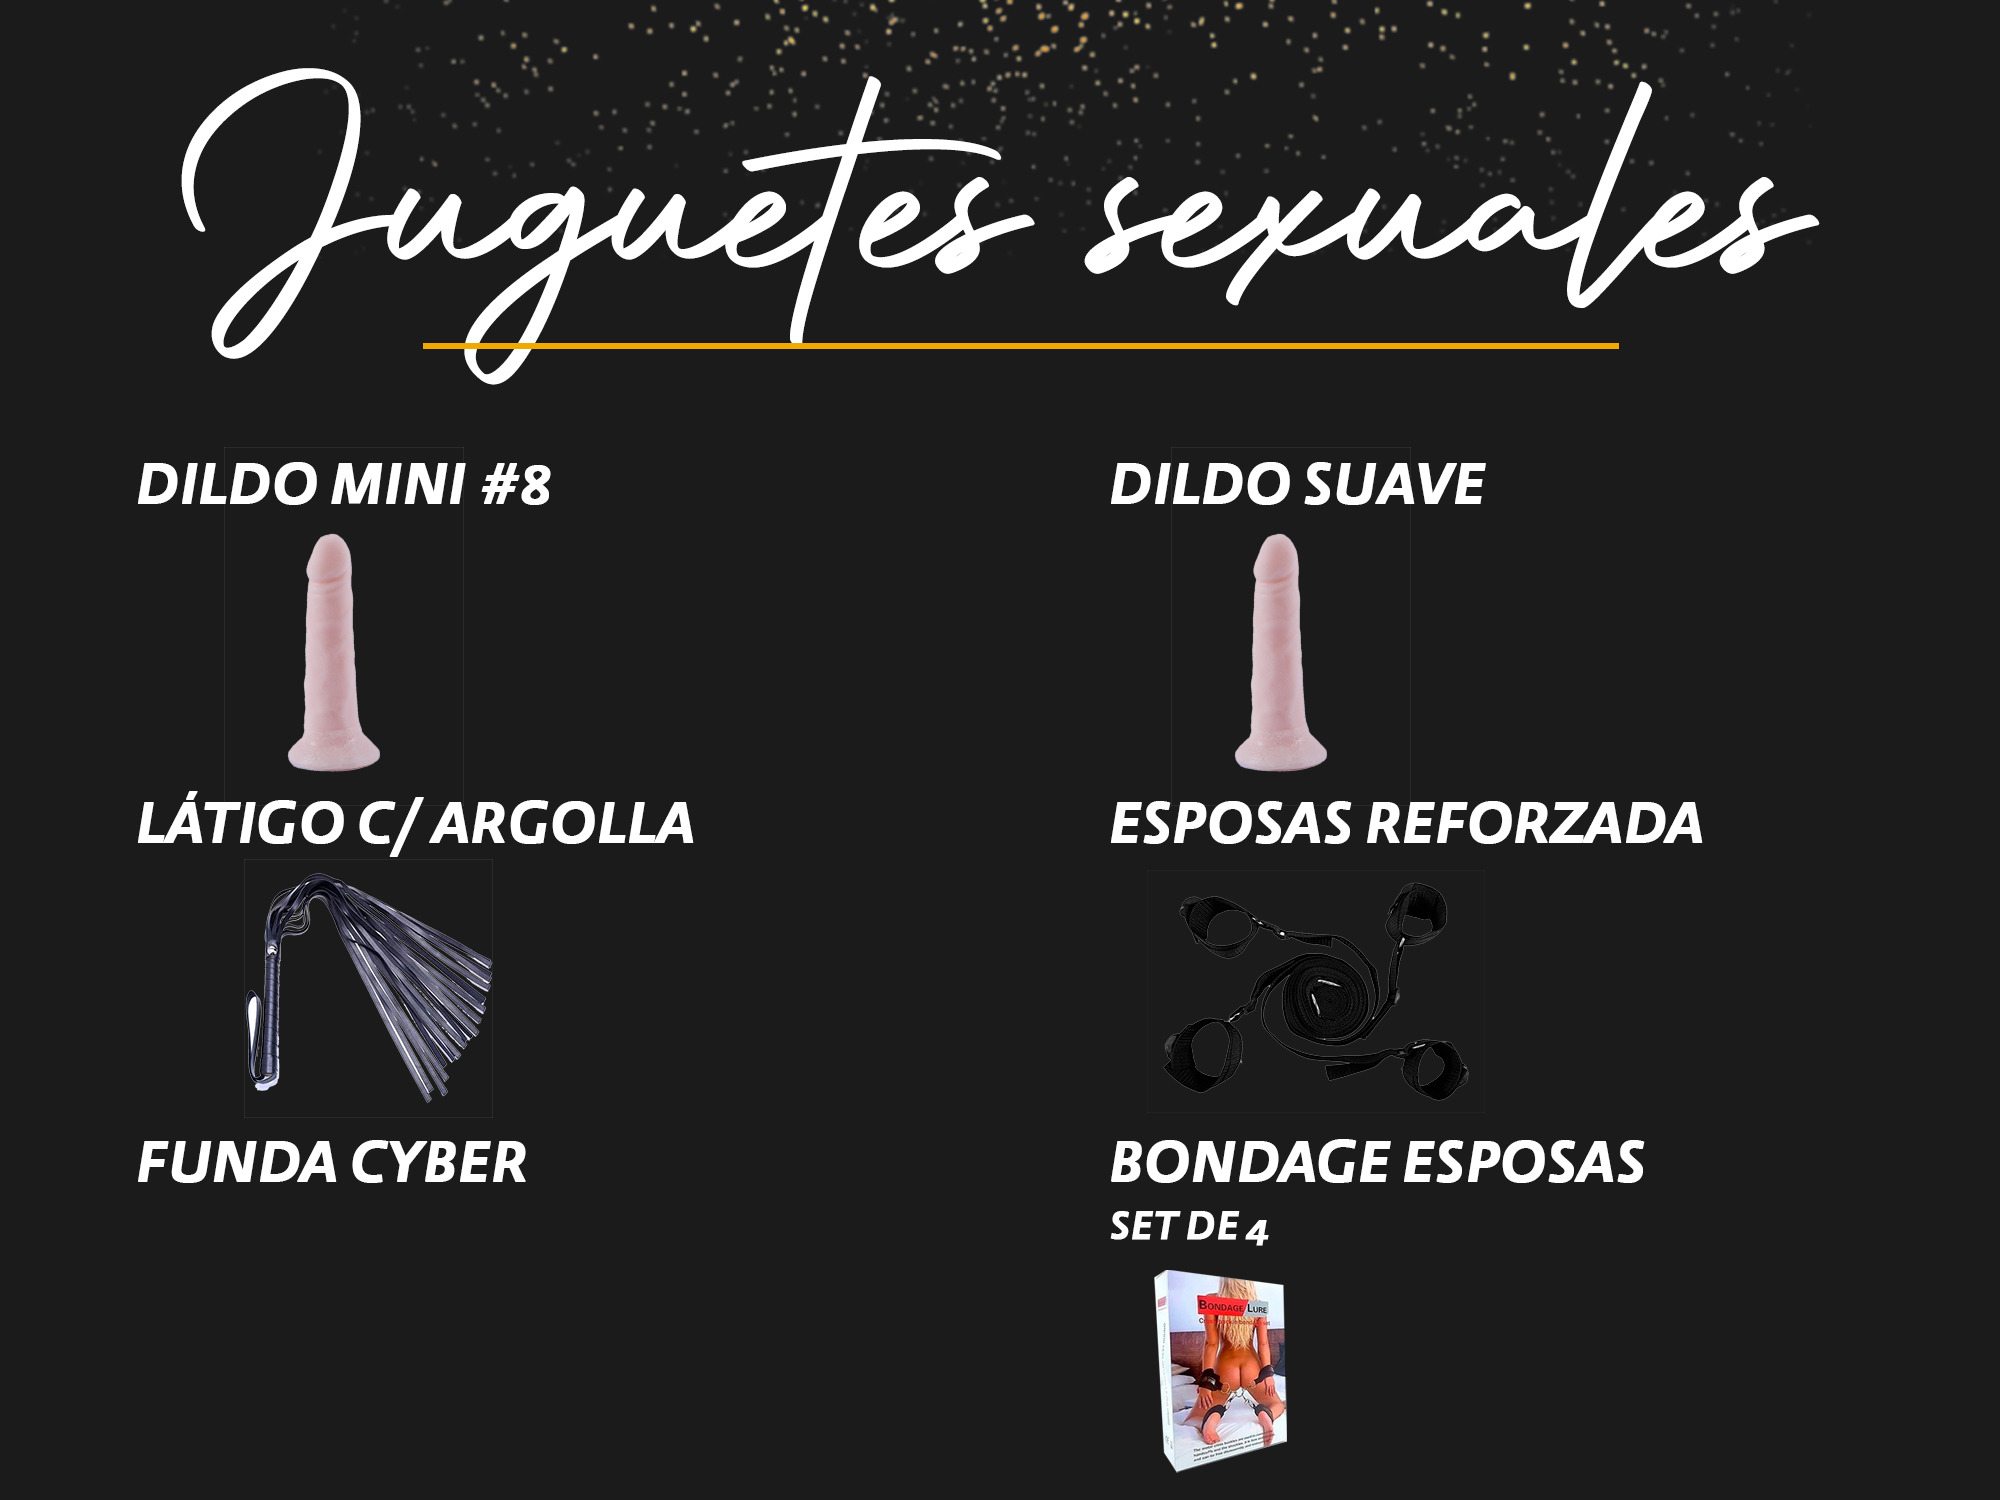 Juguetes sexuales
DILDO MINI #8
DILDO SUAVE
LÁTIGO C/ ARGOLLA
ESPOSAS REFORZADA
FUNDA CYBER
BONDAGE ESPOSAS
SET DE 4
BONDAGE LURE